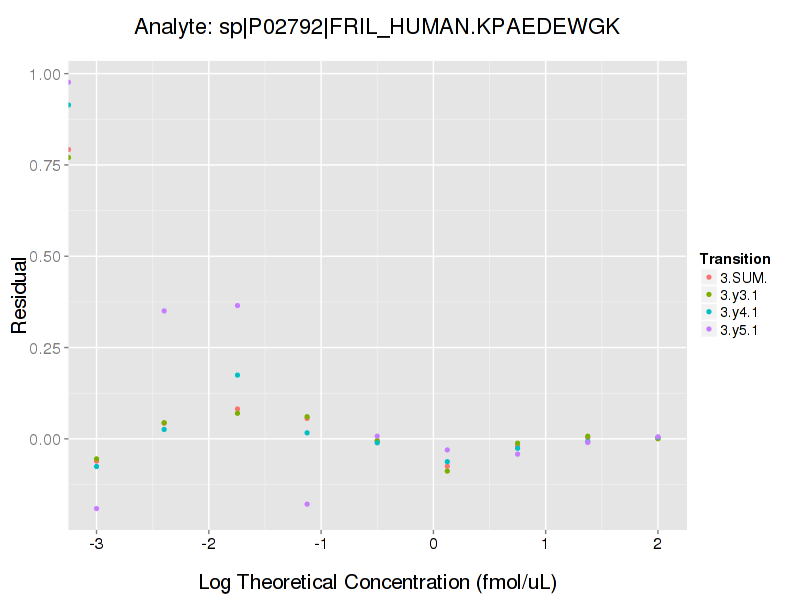 Analyte: sp|P02792|FRIL_HUMAN.KPAEDEWGK
1.00
0.75
0.50
0.25
0.00
Residual
-3 -2 -1 0 1 2
Log Theoretical Concentration (fmol/uL)
Transition
3.SUM.
3.y3.1
3.y4.1
3.y5.1